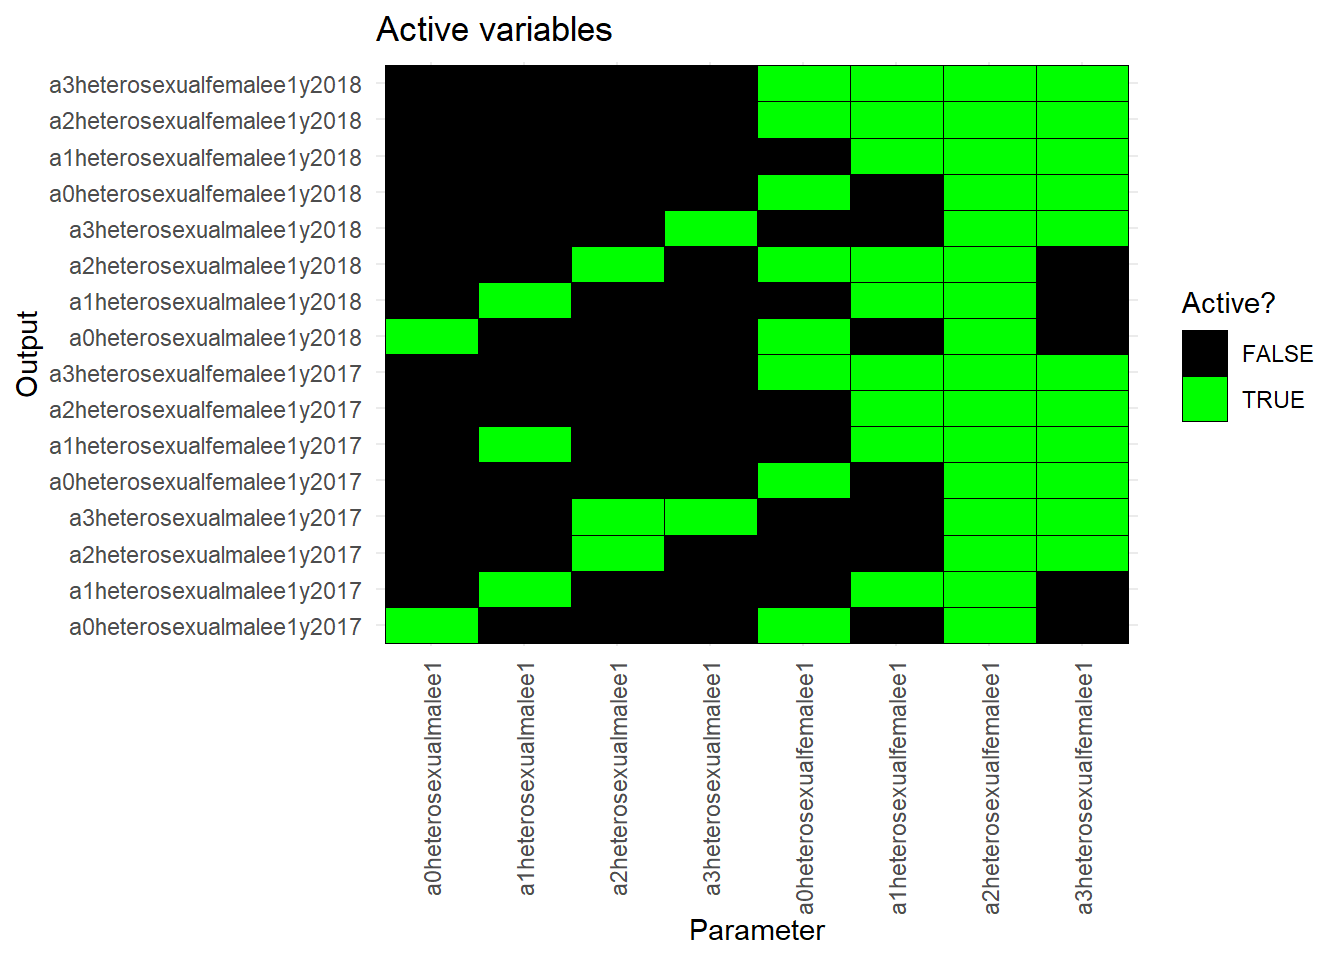 Active variables
Output
a3heterosexualfemalee1y2018
a2heterosexualfemalee1y2018
a1heterosexualfemalee1y2018
a0heterosexualfemalee1y2018
a3heterosexualmalee1y2018
a2heterosexualmalee1y2018
a1heterosexualmalee1y2018
a0heterosexualmalee1y2018
a3heterosexualfemalee1y2017
a2heterosexualfemalee1y2017
a1heterosexualfemalee1y2017
a0heterosexualfemalee1y2017
a3heterosexualmalee1y2017
a2heterosexualmalee1y2017
a1heterosexualmalee1y2017
a0heterosexualmalee1y2017
a0heterosexualmalee1
a1heterosexualmalee1
a2heterosexualmalee1
a3heterosexualmalee1
a0heterosexualfemalee1
a1heterosexualfemalee1
a2heterosexualfemalee1
a3heterosexualfemalee1
Parameter
Active?
FALSE
TRUE